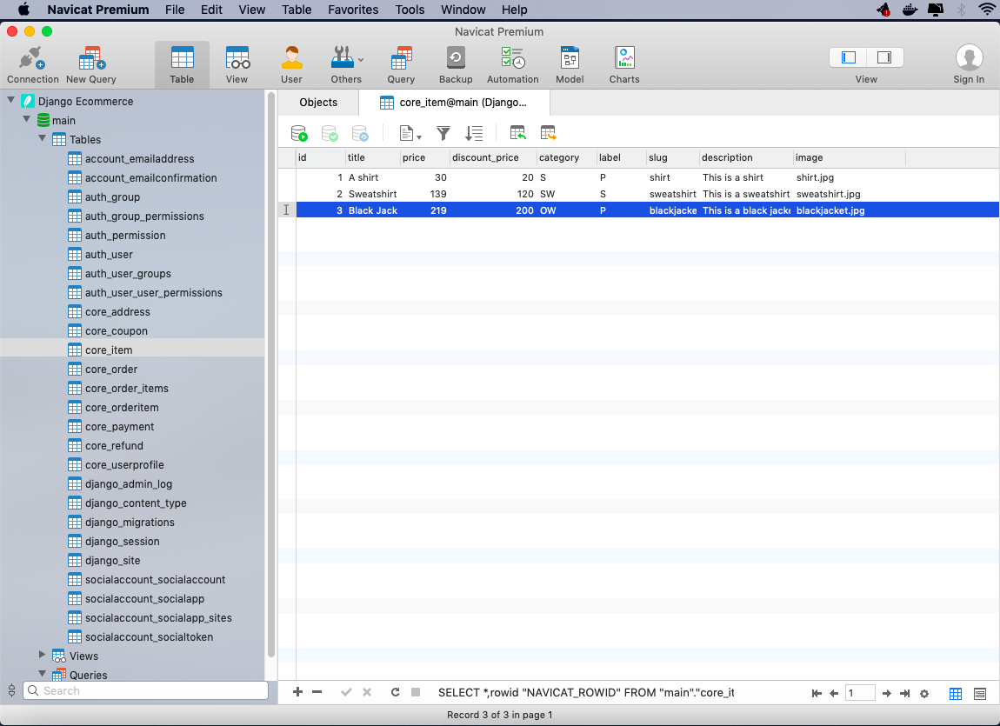 Navicat Premium File Edit View Table Favorites Tools Window Help
Navicat Premium
Connection New Query Table View User Others Query Backup Automation Model Charts View Sign In
Django Ecommerce
main
Tables
account_emailaddress
account_emailconfirmation
auth_group
auth_group_permissions
auth_permission
auth_user
auth_user_groups
auth_user_user_permissions
core_address
core_coupon
core_item
core_order
core_order_items
core_orderitem
core_payment
core_refund
core_userprofile
django_admin_log
django_content_type
django_migrations
django_session
django_site
socialaccount_socialaccount
socialaccount_socialapp
socialaccount_socialapp_sites
socialaccount_socialtoken
Views
Queries
Search
Objects core_item@main (Django...
id title price discount_price category label slug description image
1 A shirt 30 20 S P shirt This is a shirt shirt.jpg
2 Sweatshirt 139 120 SW S sweatshirt This is a sweatshirt sweatshirt.jpg
3 Black Jack 219 200 OW P blackjacke This is a black jacke blackjacket.jpg
SELECT *,rowid "NAVICAT_ROWID" FROM "main"."core_it 1
Record 3 of 3 in page 1